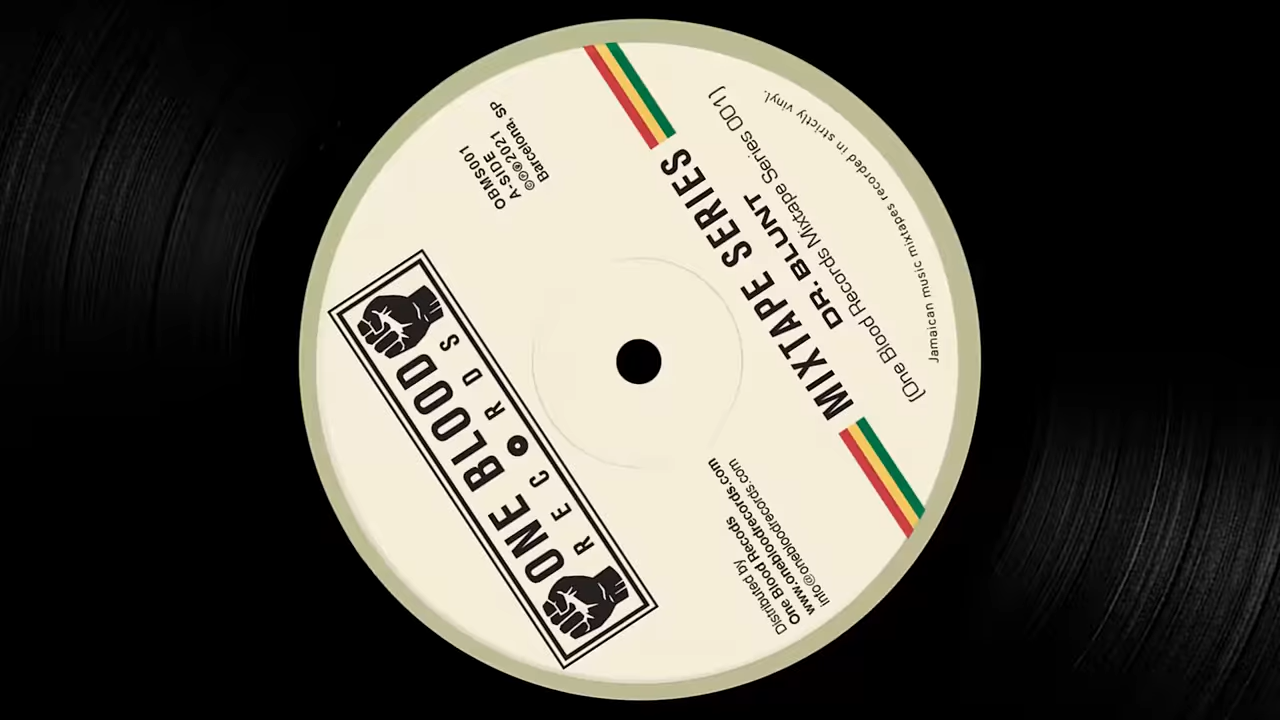 ONE BLOOD
RECORDS
Distributed by
One Blood Recods
www.onebloodrecords.com
info@onebloodrecords.com
OBMS001
A-SIDE
©℗®2021
Barcelona, SP
MIXTAPE SERIES
DR. BLUNT
(One Blood Records Mixtape Series 001)
Jamaican music mixtapes recorded in strictly vinyl.